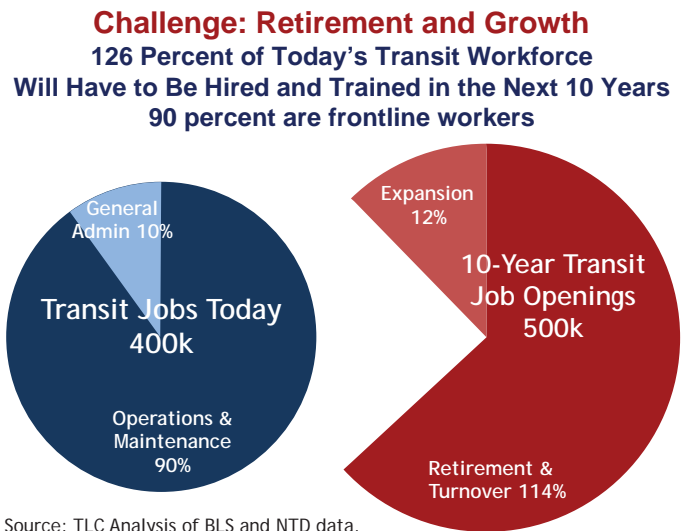 Challenge: Retirement and Growth
126 Percent of Today's Transit Workforce
Will Have to Be Hired and Trained in the Next 10 Years
90 percent are frontline workers
General
Admin 10%
Transit Jobs Today
400k
Operations &
Maintenance
90%
Expansion
12%
10-Year Transit
Job Openings
500k
Retirement &
Turnover 114%
Source: TLC Analysis of BLS and NTD data.